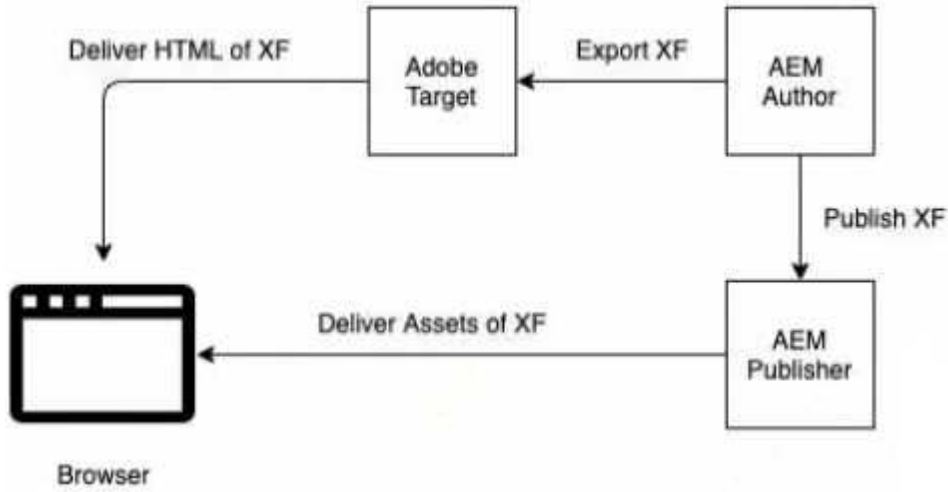 Deliver HTML of XF
Adobe
Target
Export XF
AEM
Author
Publish XF
Deliver Assets of XF
AEM
Publisher
Browser